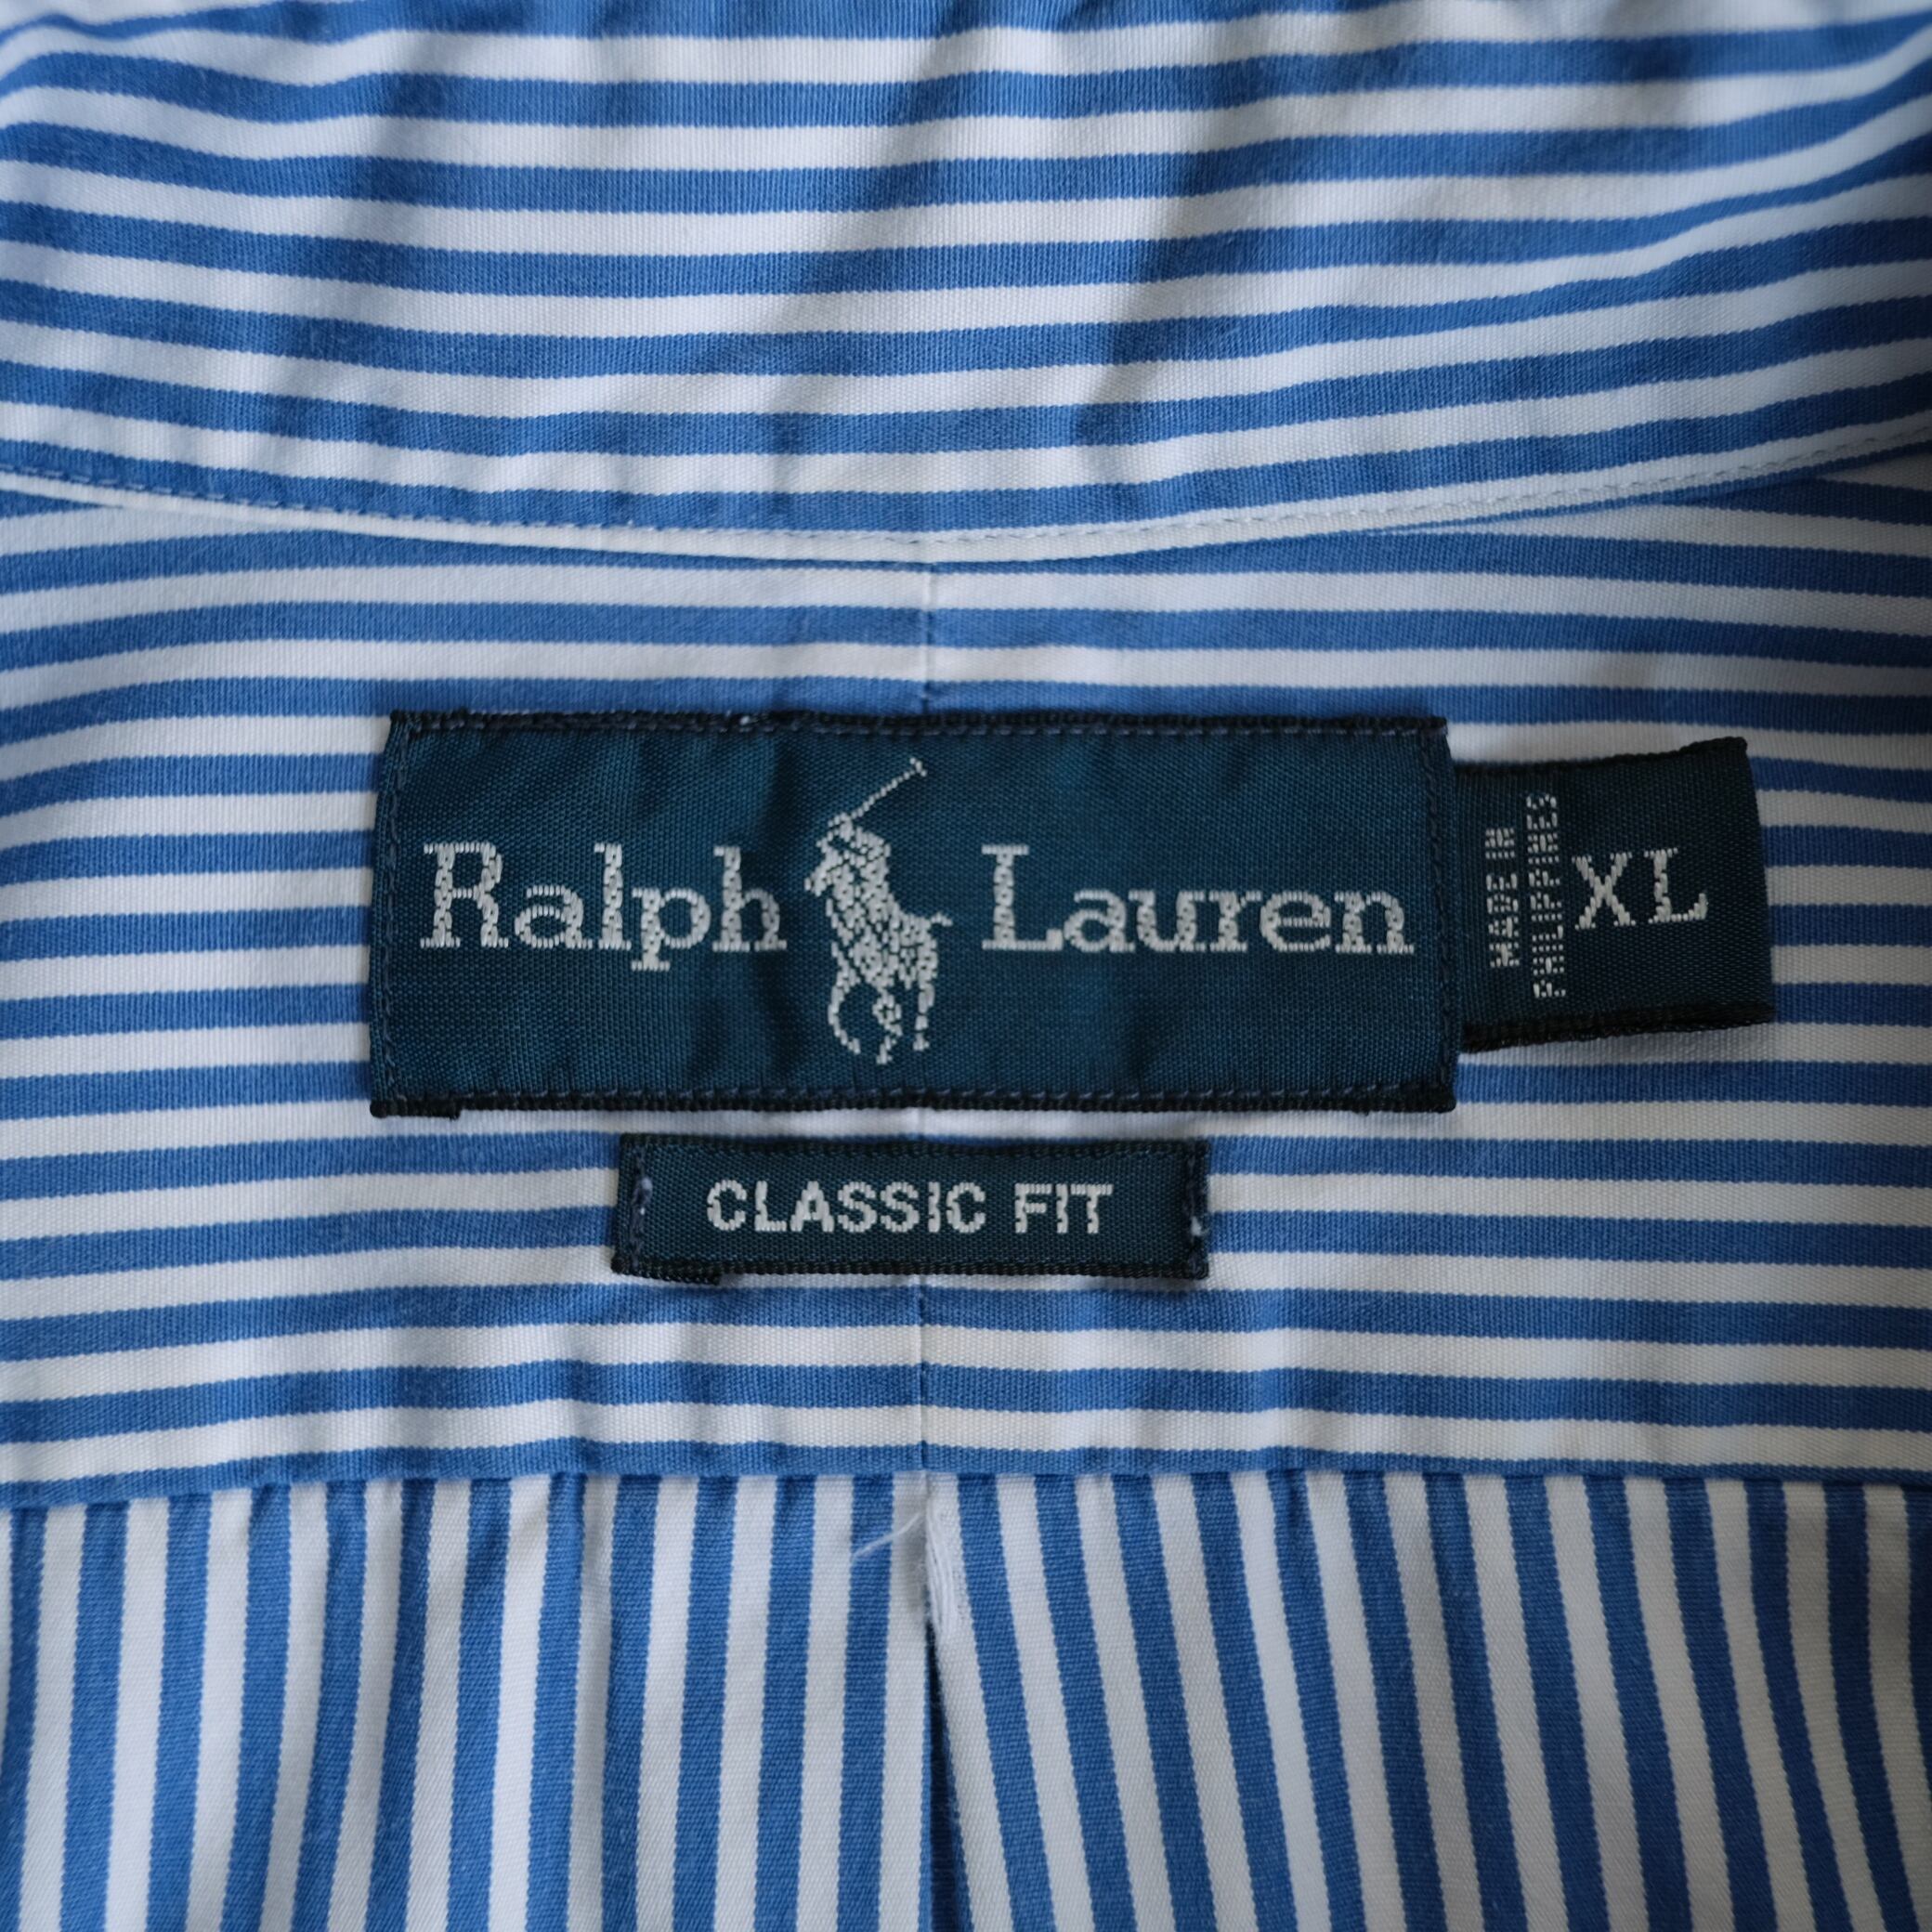 Ralph Lauren
MADE IN
PHILIPPINES
XL
CLASSIC FIT